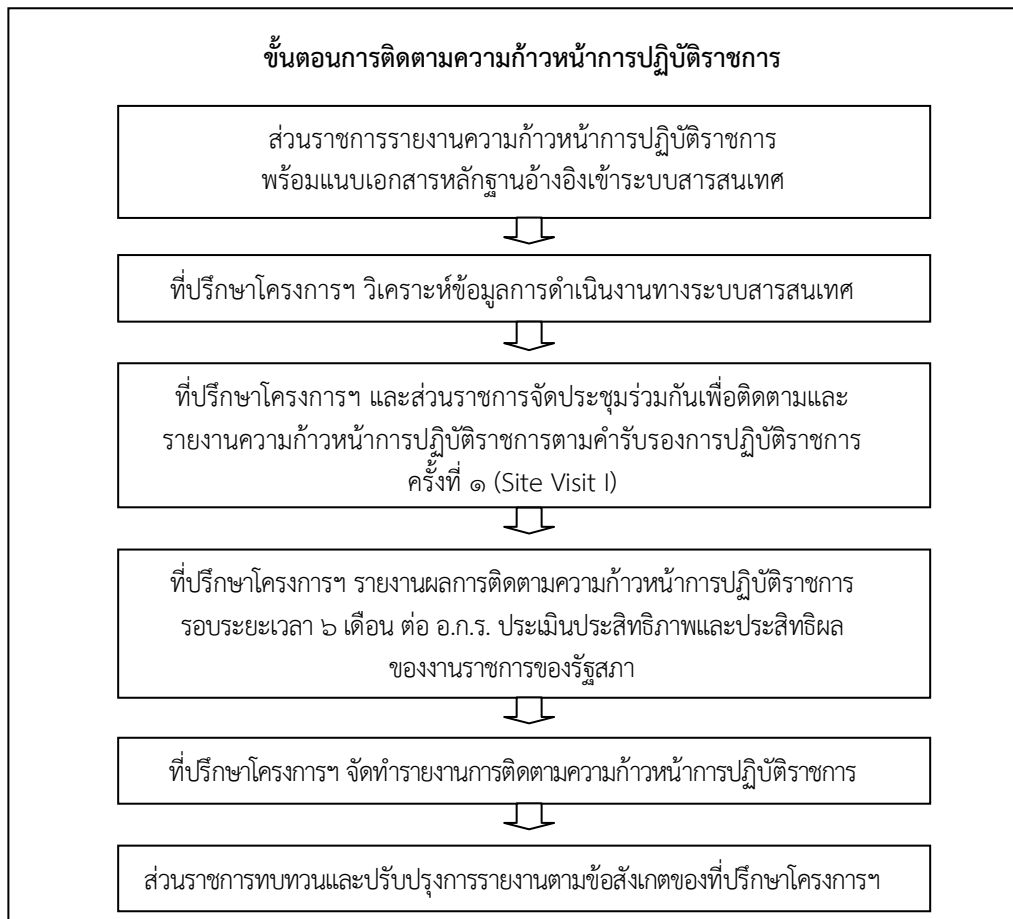 ขั้นตอนการติดตามความก้าวหน้าการปฏิบัติราชการ
ส่วนราชการรายงานความก้าวหน้าการปฏิบัติราชการ
พร้อมแนบเอกสารหลักฐานอ้างอิงเข้าระบบสารสนเทศ
ที่ปรึกษาโครงการฯ วิเคราะห์ข้อมูลการดำเนินงานทางระบบสารสนเทศ
ที่ปรึกษาโครงการฯ และส่วนราชการจัดประชุมร่วมกันเพื่อติดตามและ
รายงานความก้าวหน้าการปฏิบัติราชการตามคำรับรองการปฏิบัติราชการ
ครั้งที่ ๑ (Site Visit I)
ที่ปรึกษาโครงการฯ รายงานผลการติดตามความก้าวหน้าการปฏิบัติราชการ
รอบระยะเวลา ๖ เดือน ต่อ อ.ก.ร. ประเมินประสิทธิภาพและประสิทธิผล
ของงานราชการของรัฐสภา
ที่ปรึกษาโครงการฯ จัดทำรายงานการติดตามความก้าวหน้าการปฏิบัติราชการ
ส่วนราชการทบทวนและปรับปรุงการรายงานตามข้อสังเกตของที่ปรึกษาโครงการฯ